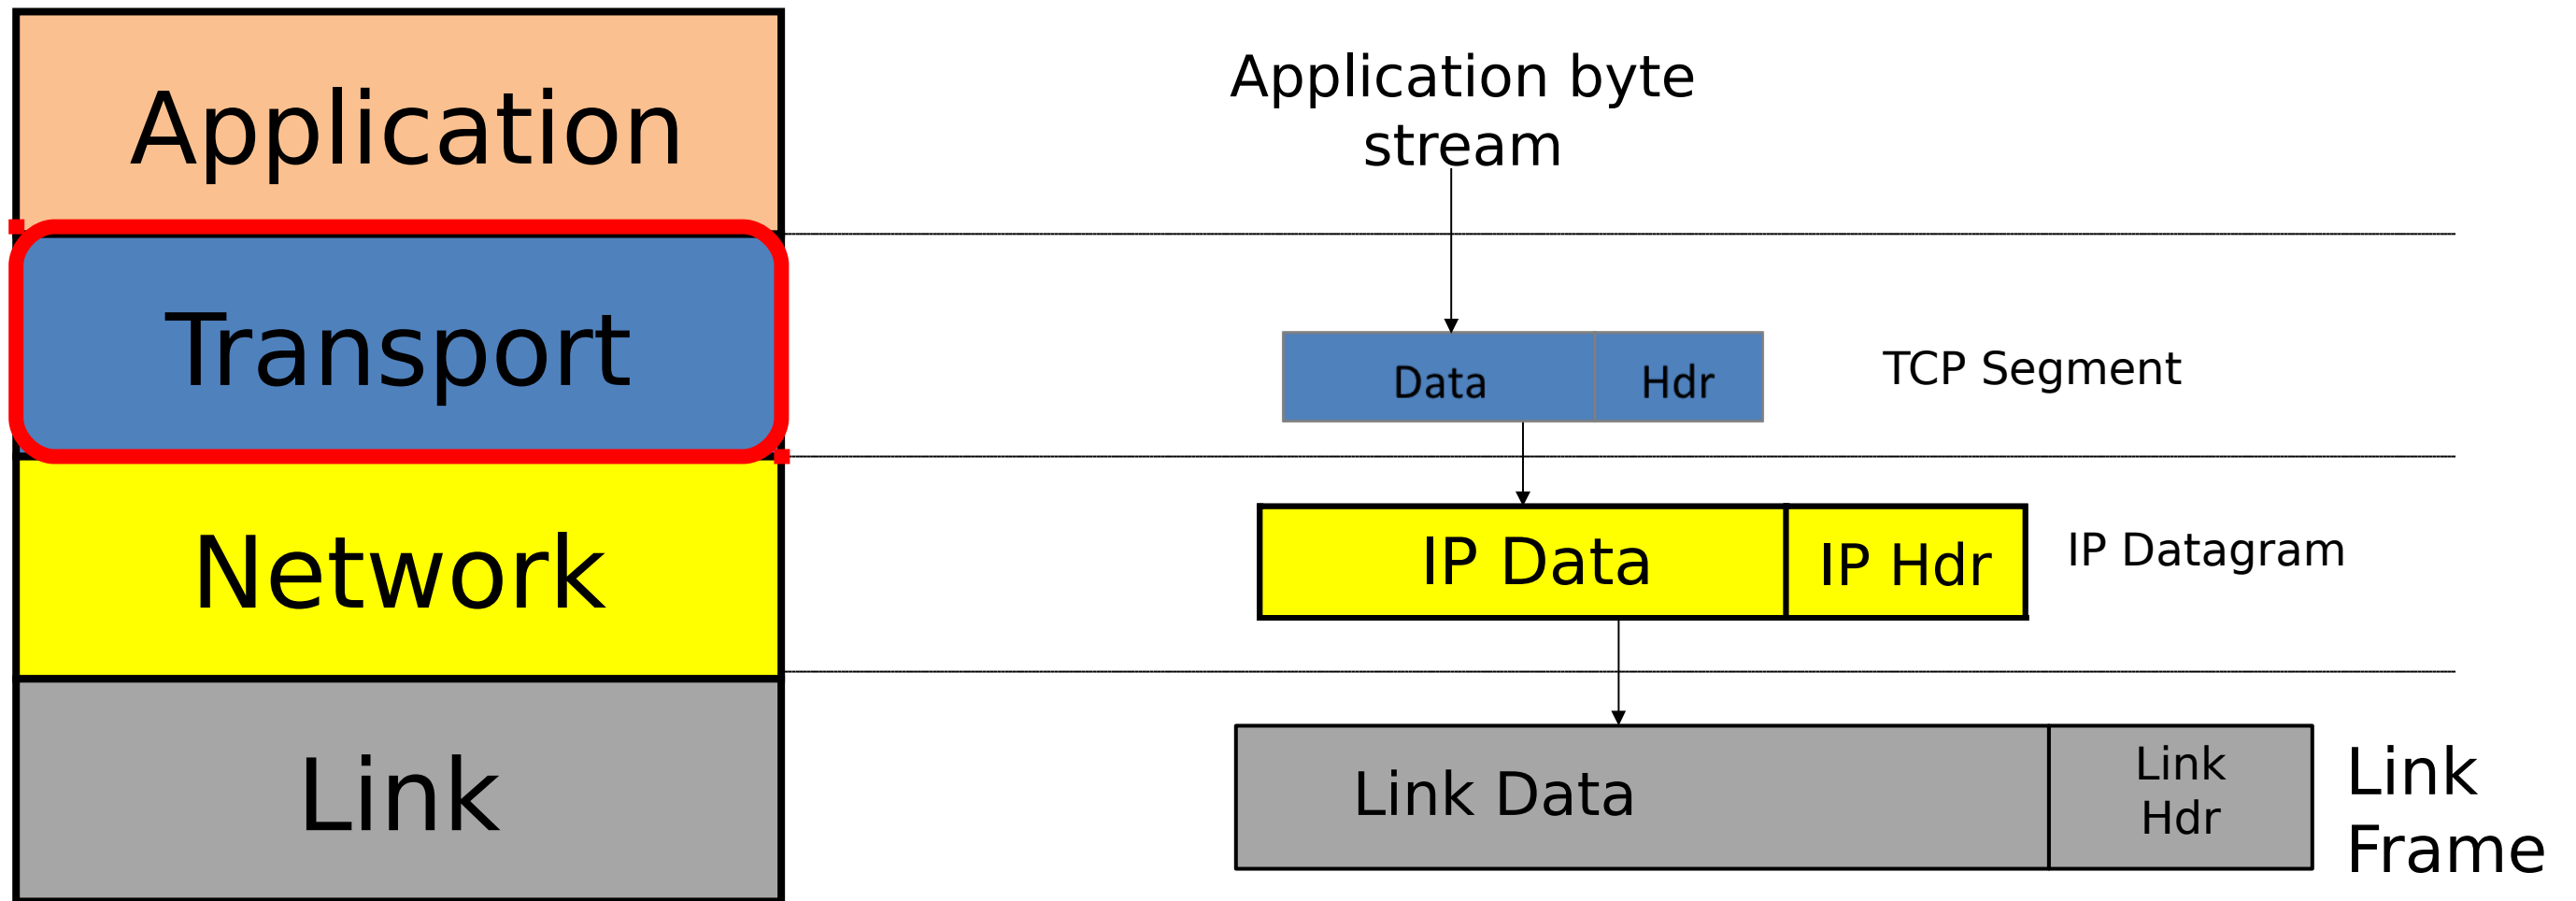 Application
Application byte
stream
Transport
Data
Hdr
TCP Segment
Network
IP Data
IP Hdr
IP Datagram
Link
Link Data
Link
Hdr
Link
Frame